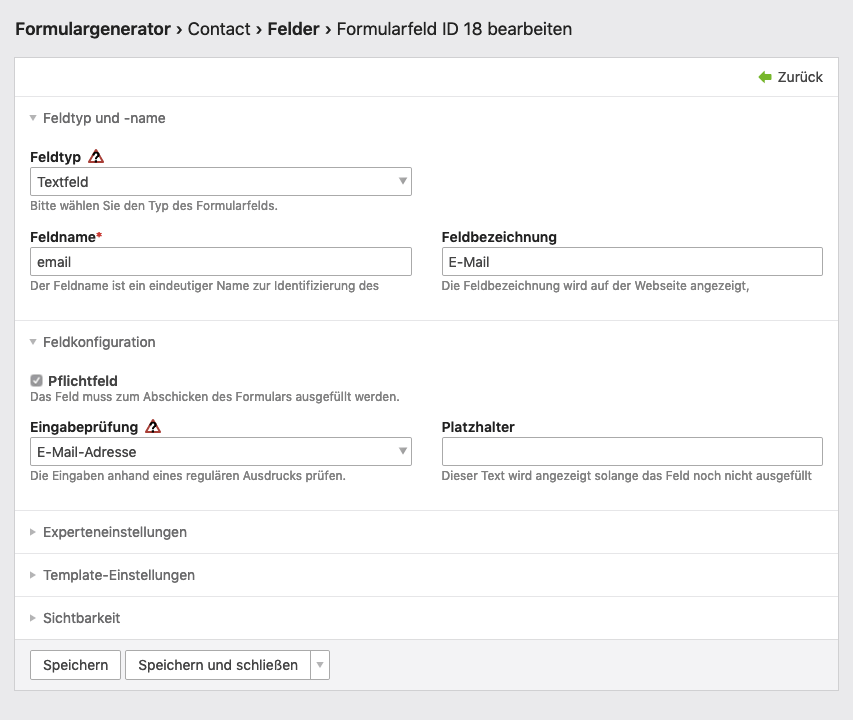 Formulargenerator › Contact › Felder › Formularfeld ID 18 bearbeiten
Zurück
Feldtyp und -name
Feldtyp
Textfeld
Bitte wählen Sie den Typ des Formularfelds.
Feldname*
email
Der Feldname ist ein eindeutiger Name zur Identifizierung des
Feldbezeichnung
E-Mail
Die Feldbezeichnung wird auf der Webseite angezeigt,
Feldkonfiguration
Pflichtfeld
Das Feld muss zum Abschicken des Formulars ausgefüllt werden.
Eingabeprüfung
E-Mail-Adresse
Die Eingaben anhand eines regulären Ausdrucks prüfen.
Platzhalter
Dieser Text wird angezeigt solange das Feld noch nicht ausgefüllt
Experteneinstellungen
Template-Einstellungen
Sichtbarkeit
Speichern
Speichern und schließen